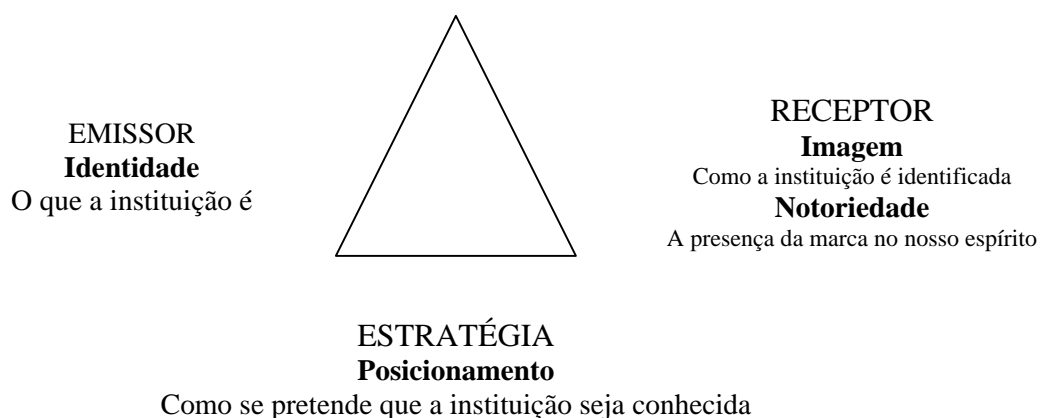 EMISSOR
Identidade
O que a instituição é
RECEPTOR
Imagem
Como a instituição é identificada
Notoriedade
A presença da marca no nosso espírito
ESTRATÉGIA
Posicionamento
Como se pretende que a instituição seja conhecida